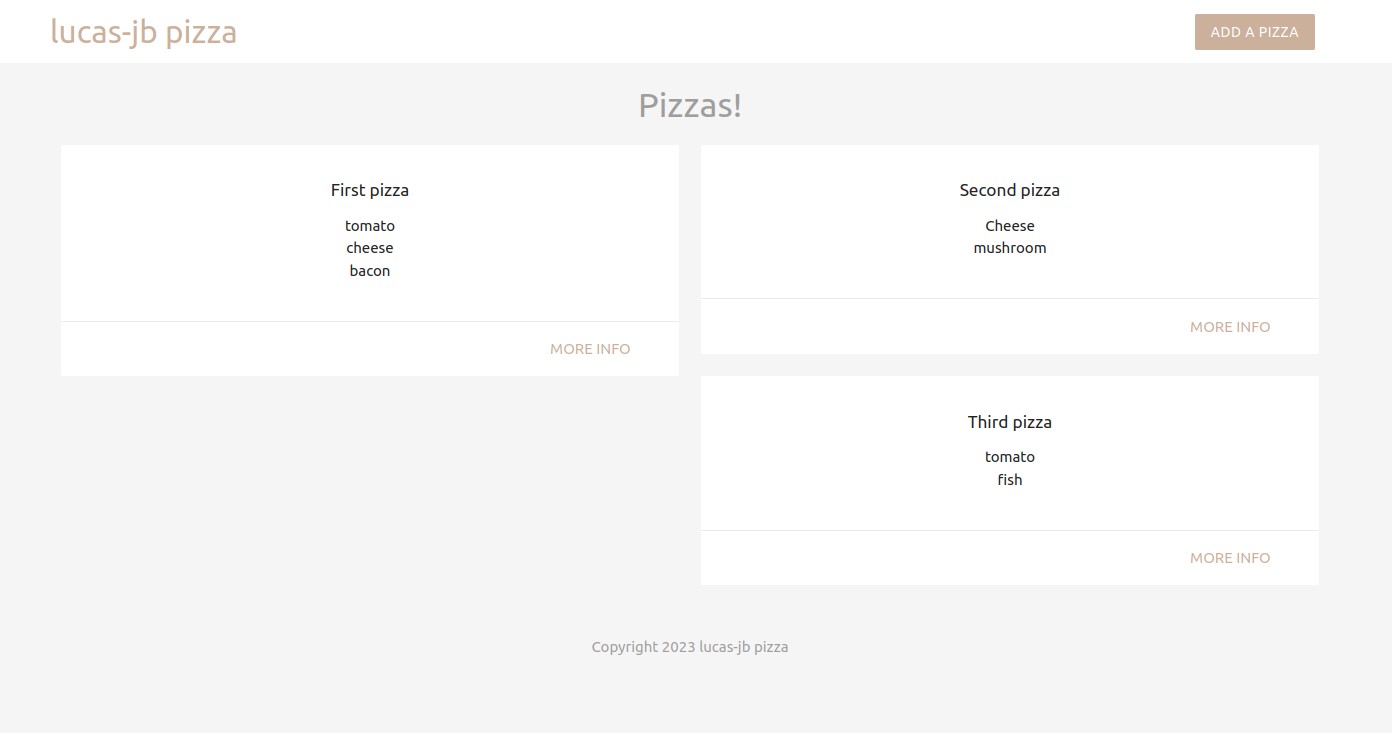 lucas-jb pizza
ADD A PIZZA
Pizzas!
First pizza
tomato
cheese
bacon
MORE INFO
Second pizza
Cheese
mushroom
MORE INFO
Third pizza
tomato
fish
MORE INFO
Copyright 2023 lucas-jb pizza